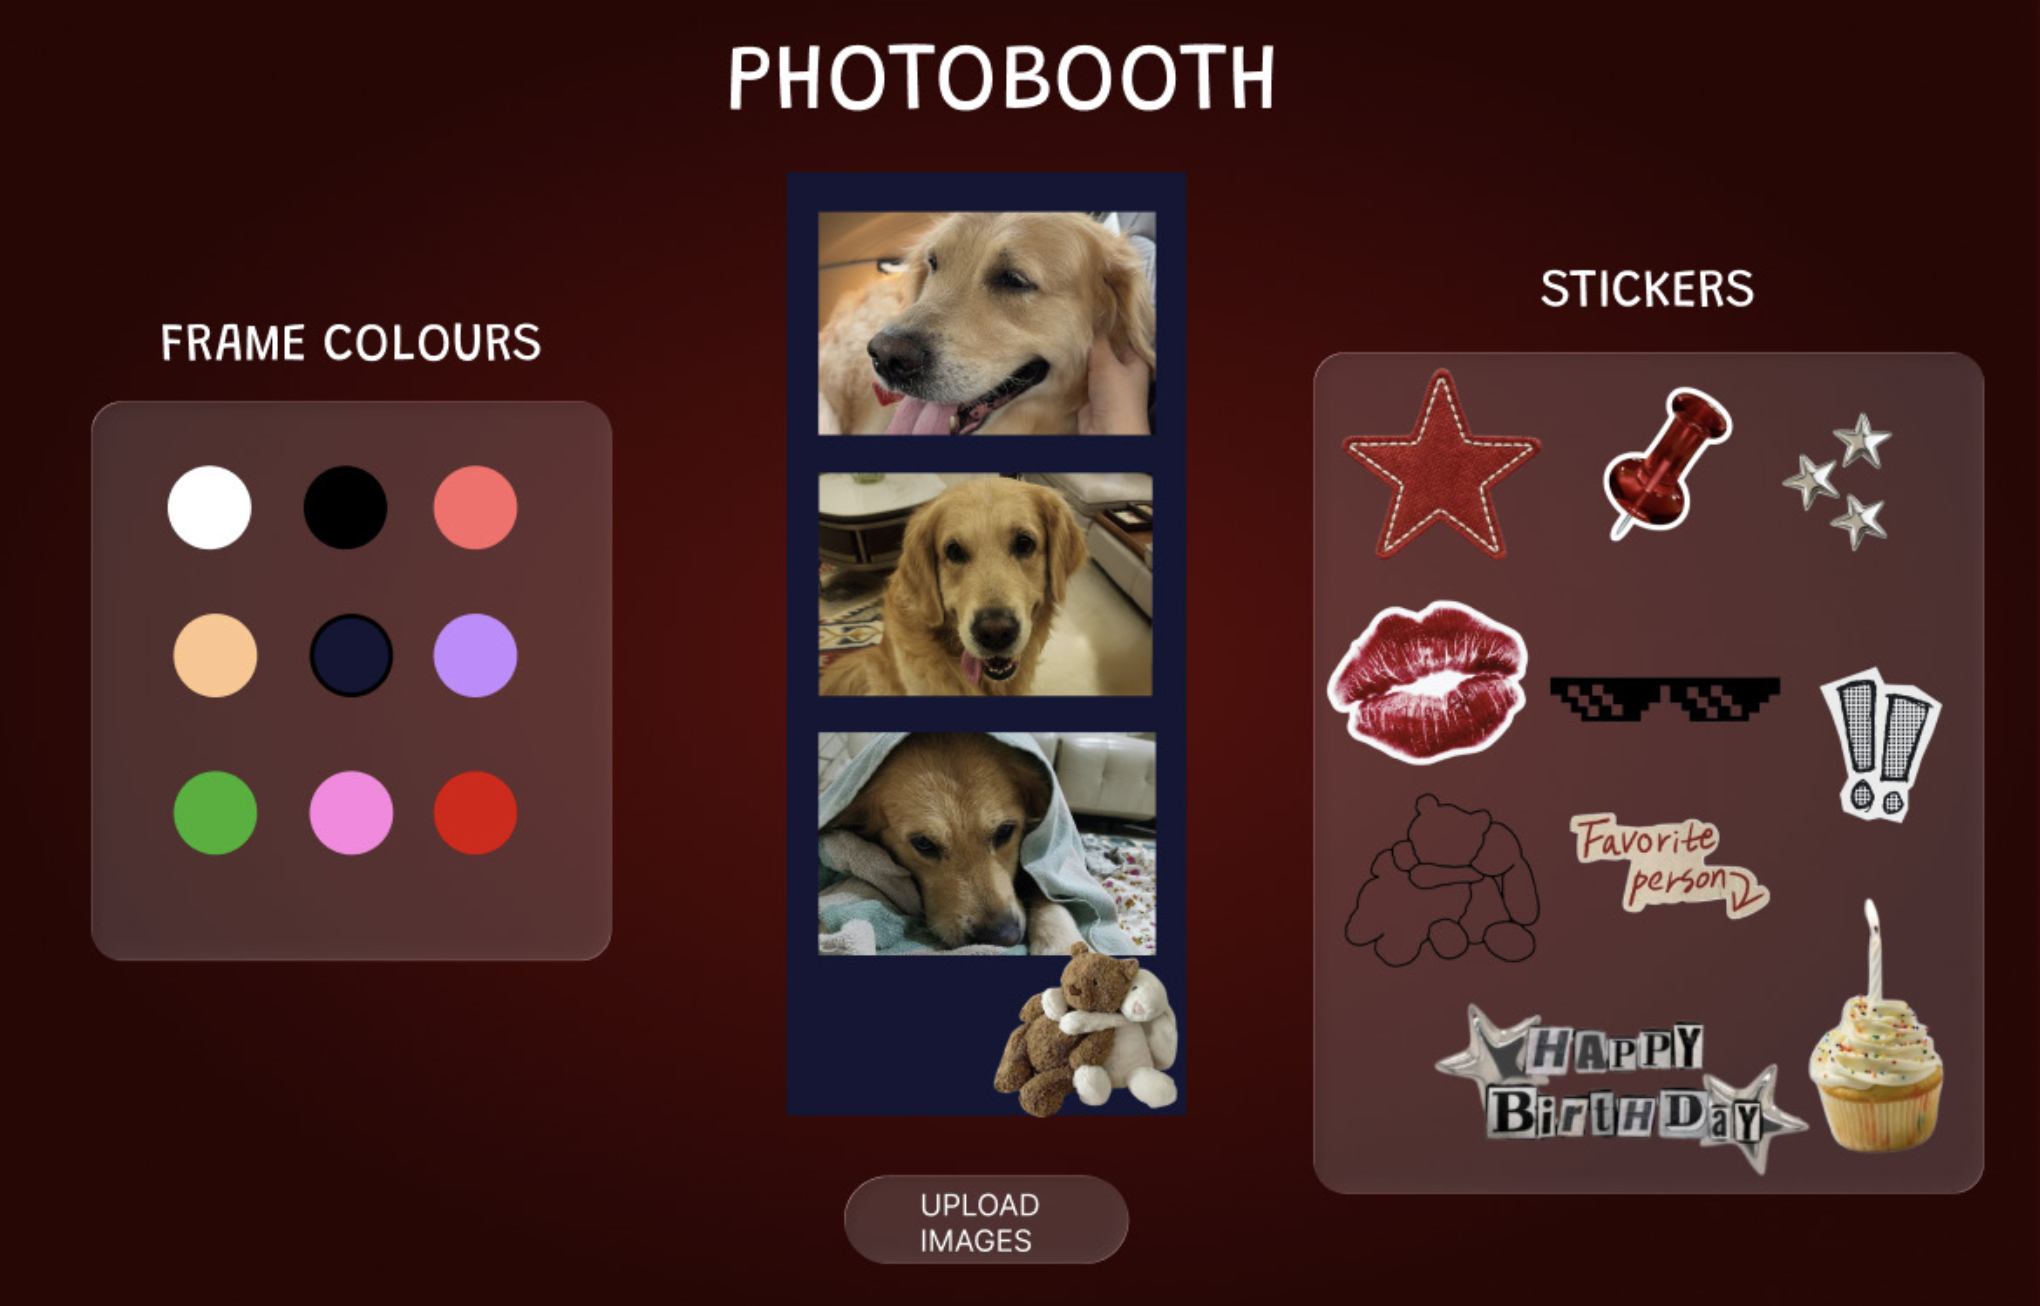 PHOTOBOOTH
FRAME COLOURS
STICKERS
Favorite
person
HAPPY
BirtHDay
UPLOAD
IMAGES